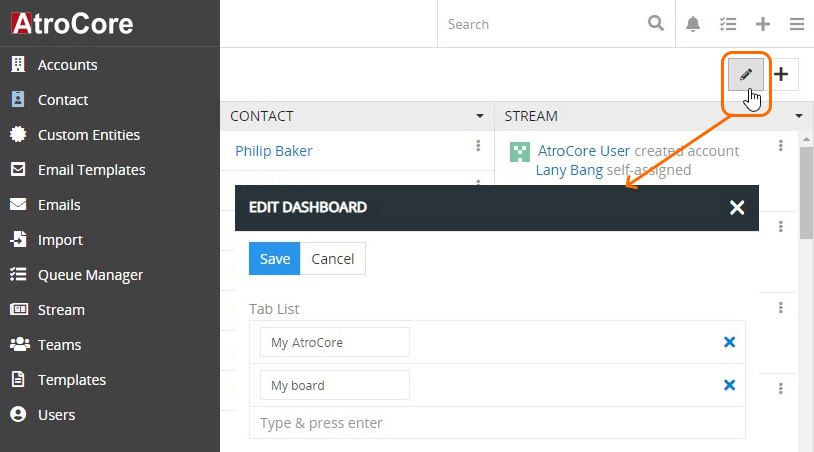 AtroCore
Search
Accounts
Contact
Custom Entities
Email Templates
Emails
Import
Queue Manager
Stream
Teams
Templates
Users
CONTACT
Philip Baker
STREAM
AtroCore User created account
Lany Bang self-assigned
EDIT DASHBOARD
Save Cancel
Tab List
My AtroCore
My board
Type & press enter